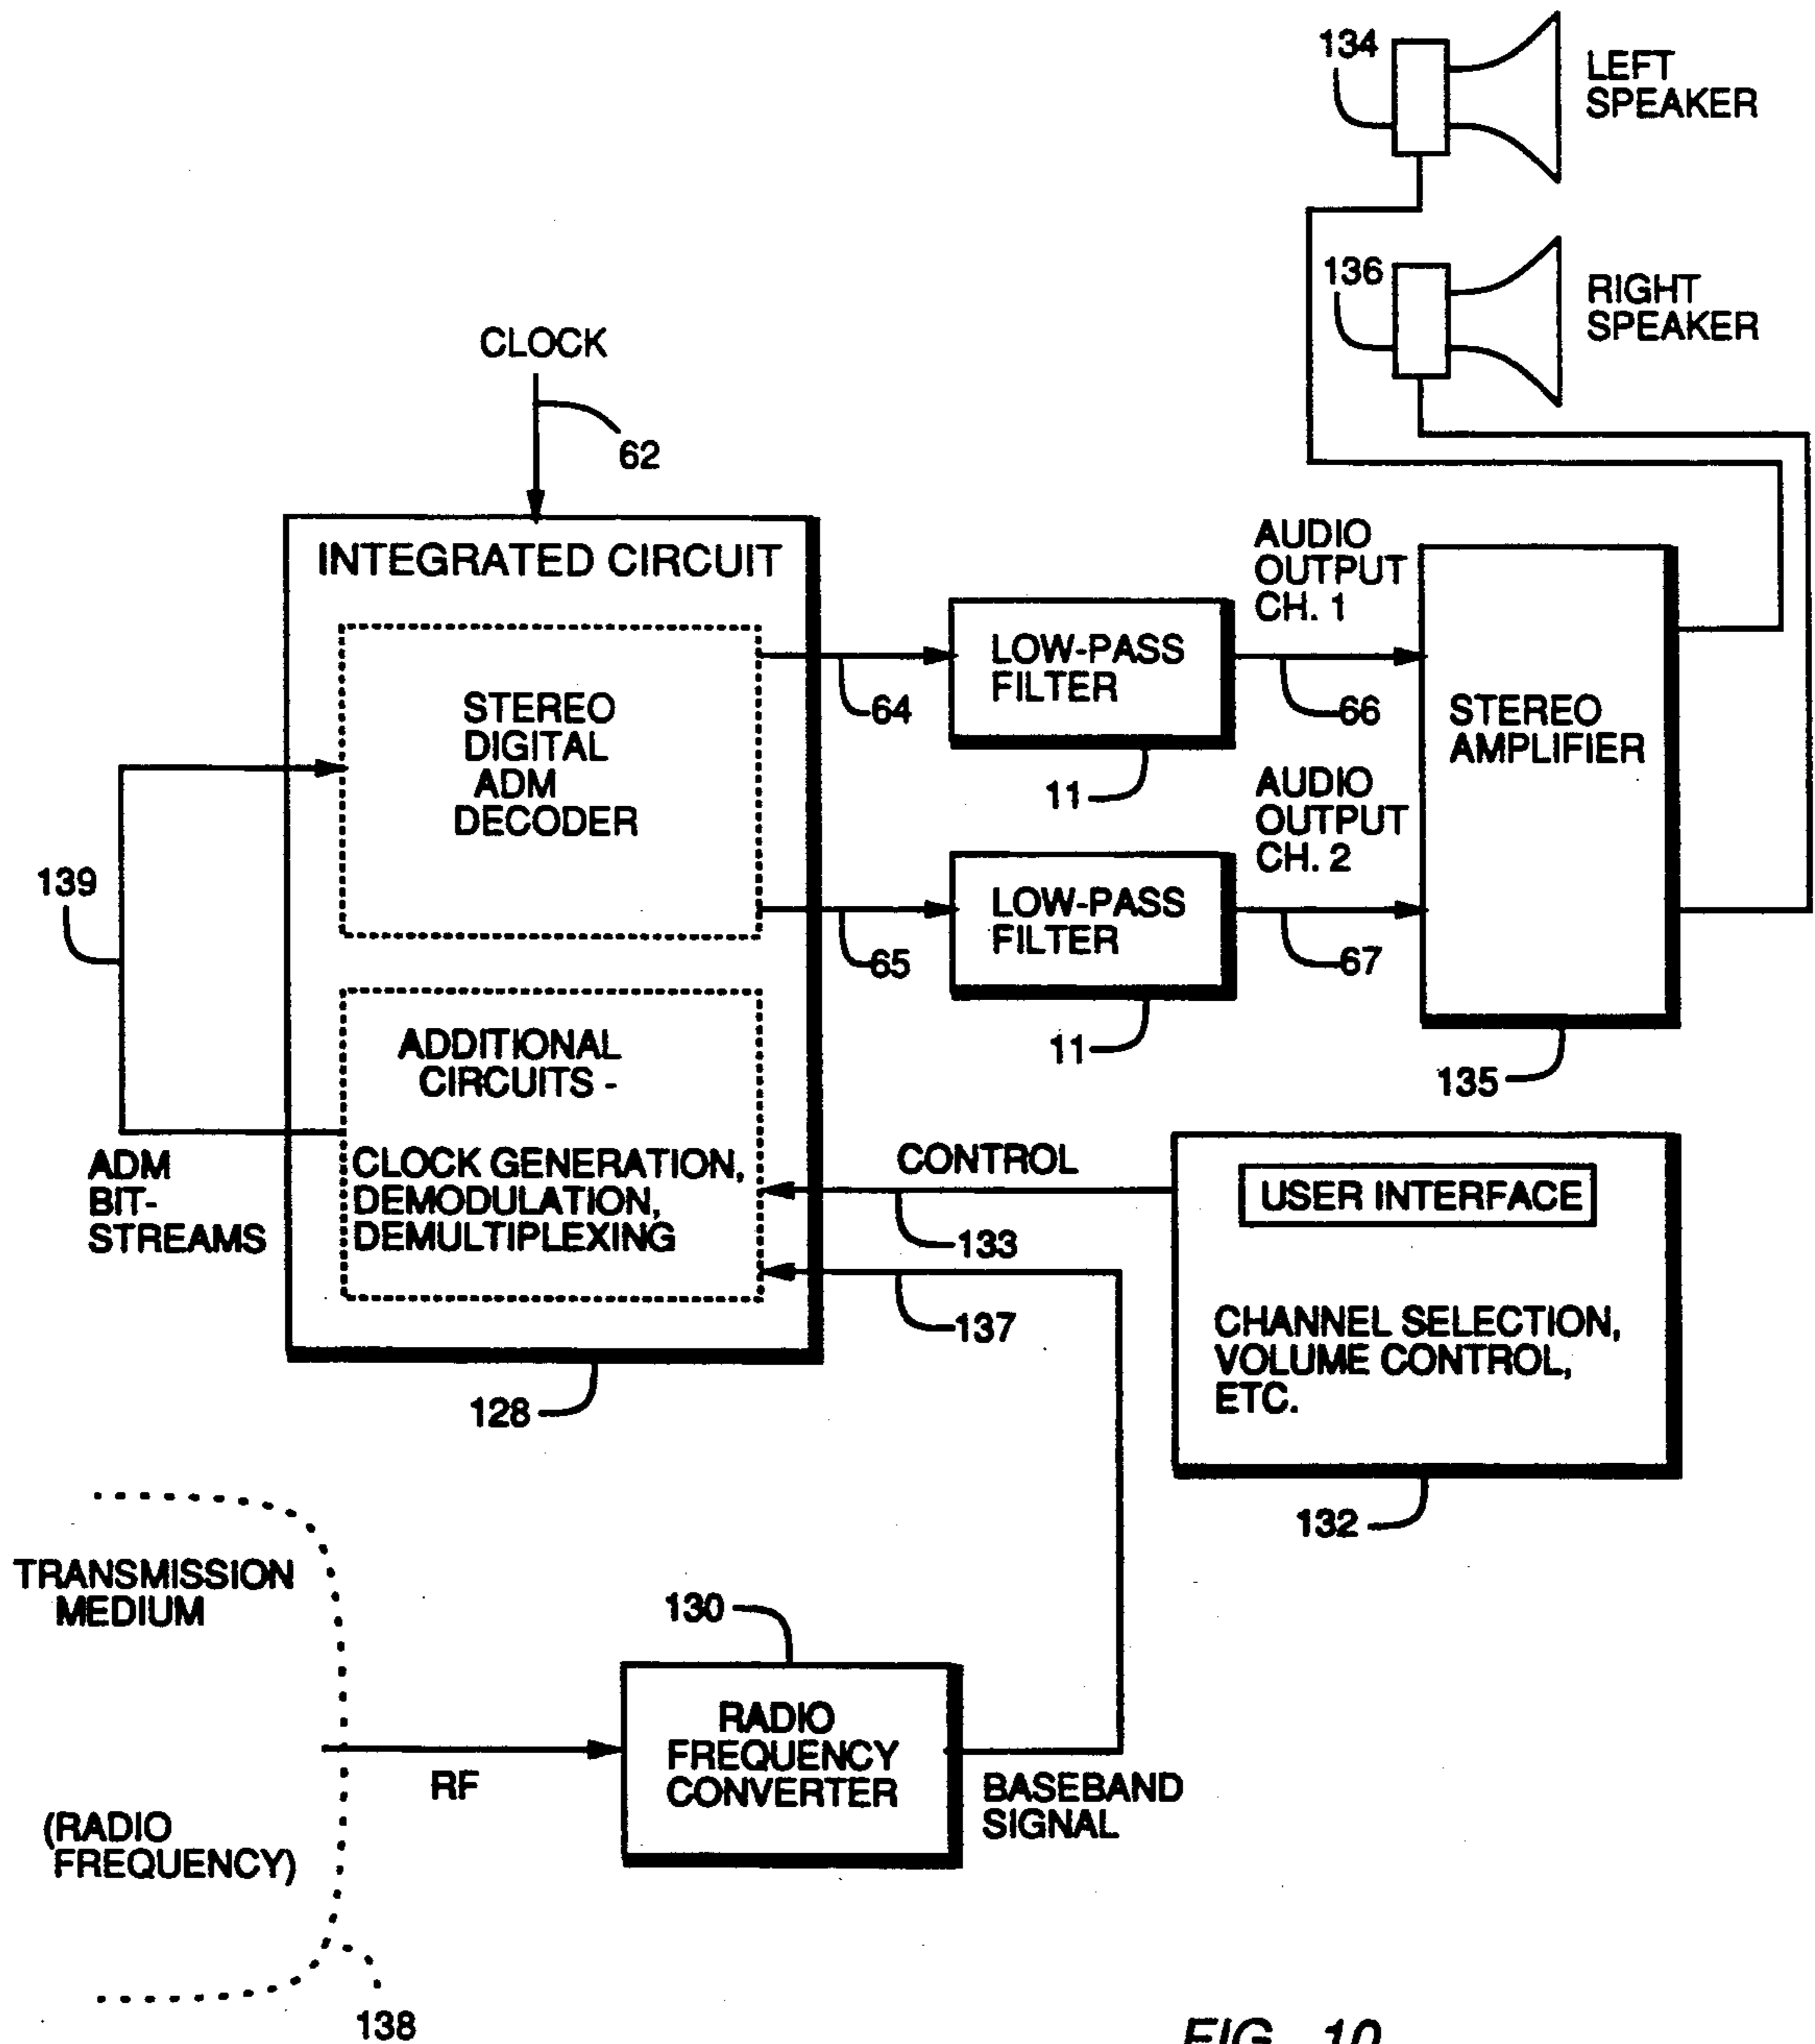 134
LEFT
SPEAKER
136
RIGHT
SPEAKER
CLOCK
62
INTEGRATED CIRCUIT
STEREO
DIGITAL
ADM
DECODER
64
LOW-PASS
FILTER
11
AUDIO
OUTPUT
CH. 1
66
STEREO
AMPLIFIER
139
65
LOW-PASS
FILTER
11
AUDIO
OUTPUT
CH. 2
67
135
ADDITIONAL
CIRCUITS -
CLOCK GENERATION,
DEMODULATION,
DEMULTIPLEXING
ADM
BIT-
STREAMS
CONTROL
133
137
USER INTERFACE
CHANNEL SELECTION,
VOLUME CONTROL,
ETC.
128
132
TRANSMISSION
MEDIUM
(RADIO
FREQUENCY)
RF
130
RADIO
FREQUENCY
CONVERTER
BASEBAND
SIGNAL
138
FIG. 10